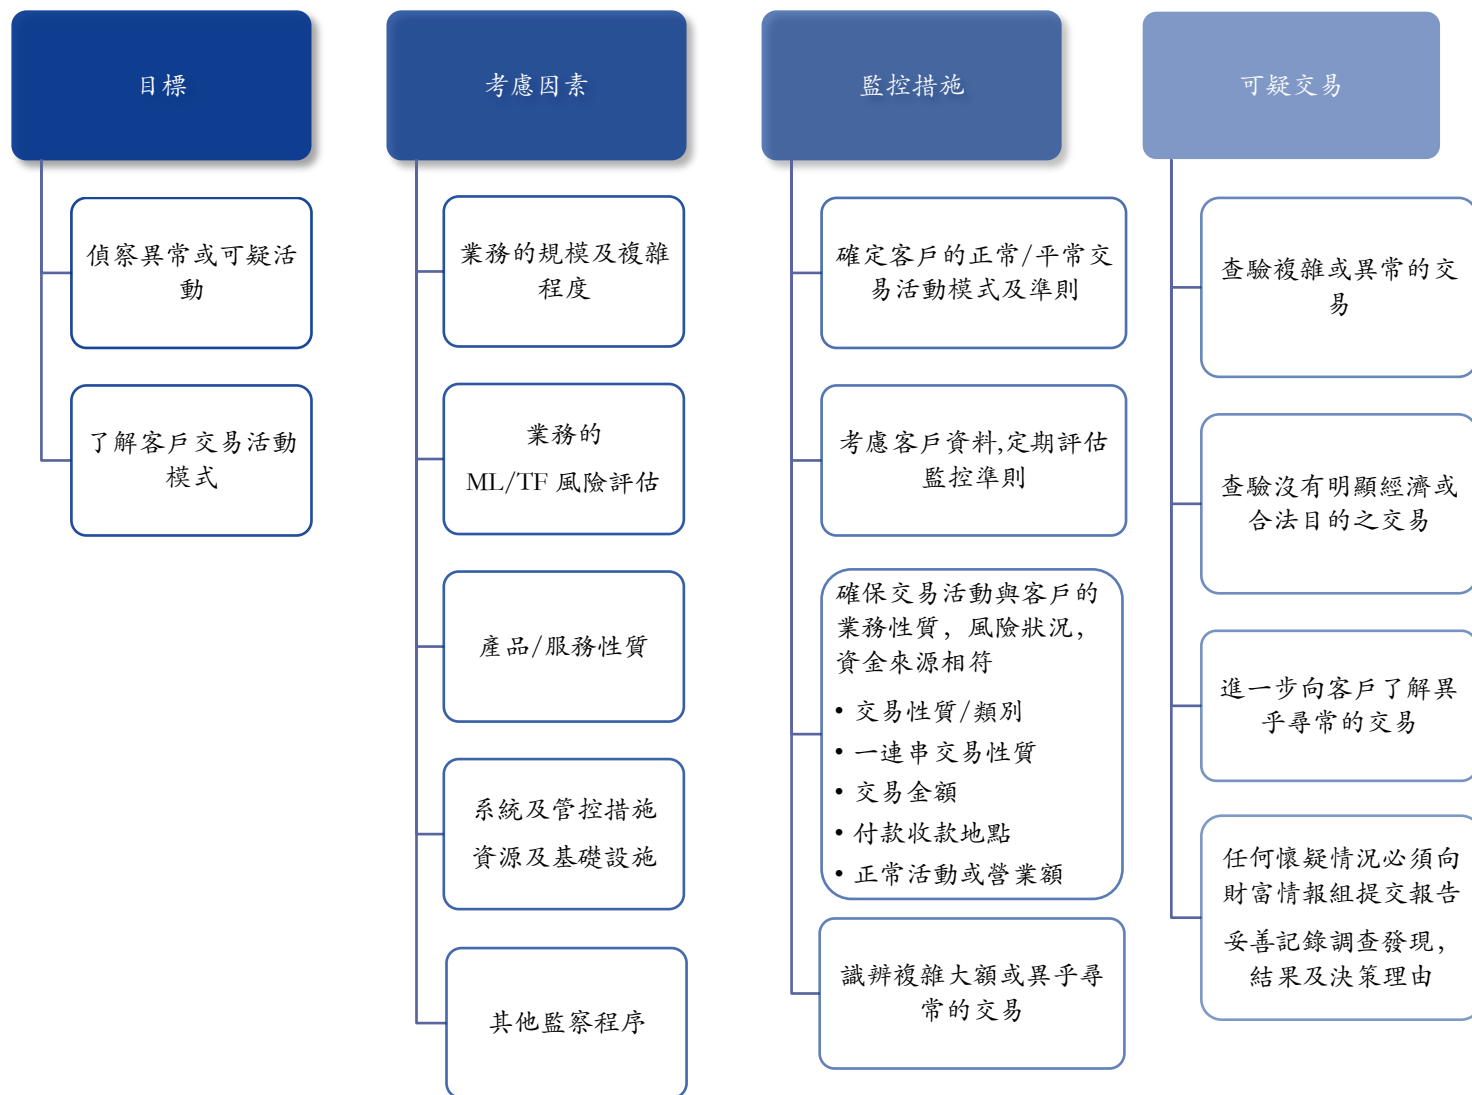 目標
偵察異常或可疑活
動
了解客戶交易活動
模式
考慮因素
業務的規模及複雜
程度
業務的
ML/TF 風險評估
產品/服務性質
系統及管控措施
資源及基礎設施
其他監察程序
監控措施
確定客戶的正常/平常交
易活動模式及準則
考慮客戶資料,定期評估
監控準則
確保交易活動與客戶的
業務性質，風險狀況，
資金來源相符
• 交易性質/類別
• 一連串交易性質
• 交易金額
• 付款收款地點
• 正常活動或營業額
識辨複雜大額或異乎尋
常的交易
可疑交易
查驗複雜或異常的交
易
查驗沒有明顯經濟或
合法目的之交易
進一步向客戶了解異
乎尋常的交易
任何懷疑情況必須向
財富情報組提交報告
妥善記錄調查發現，
結果及決策理由